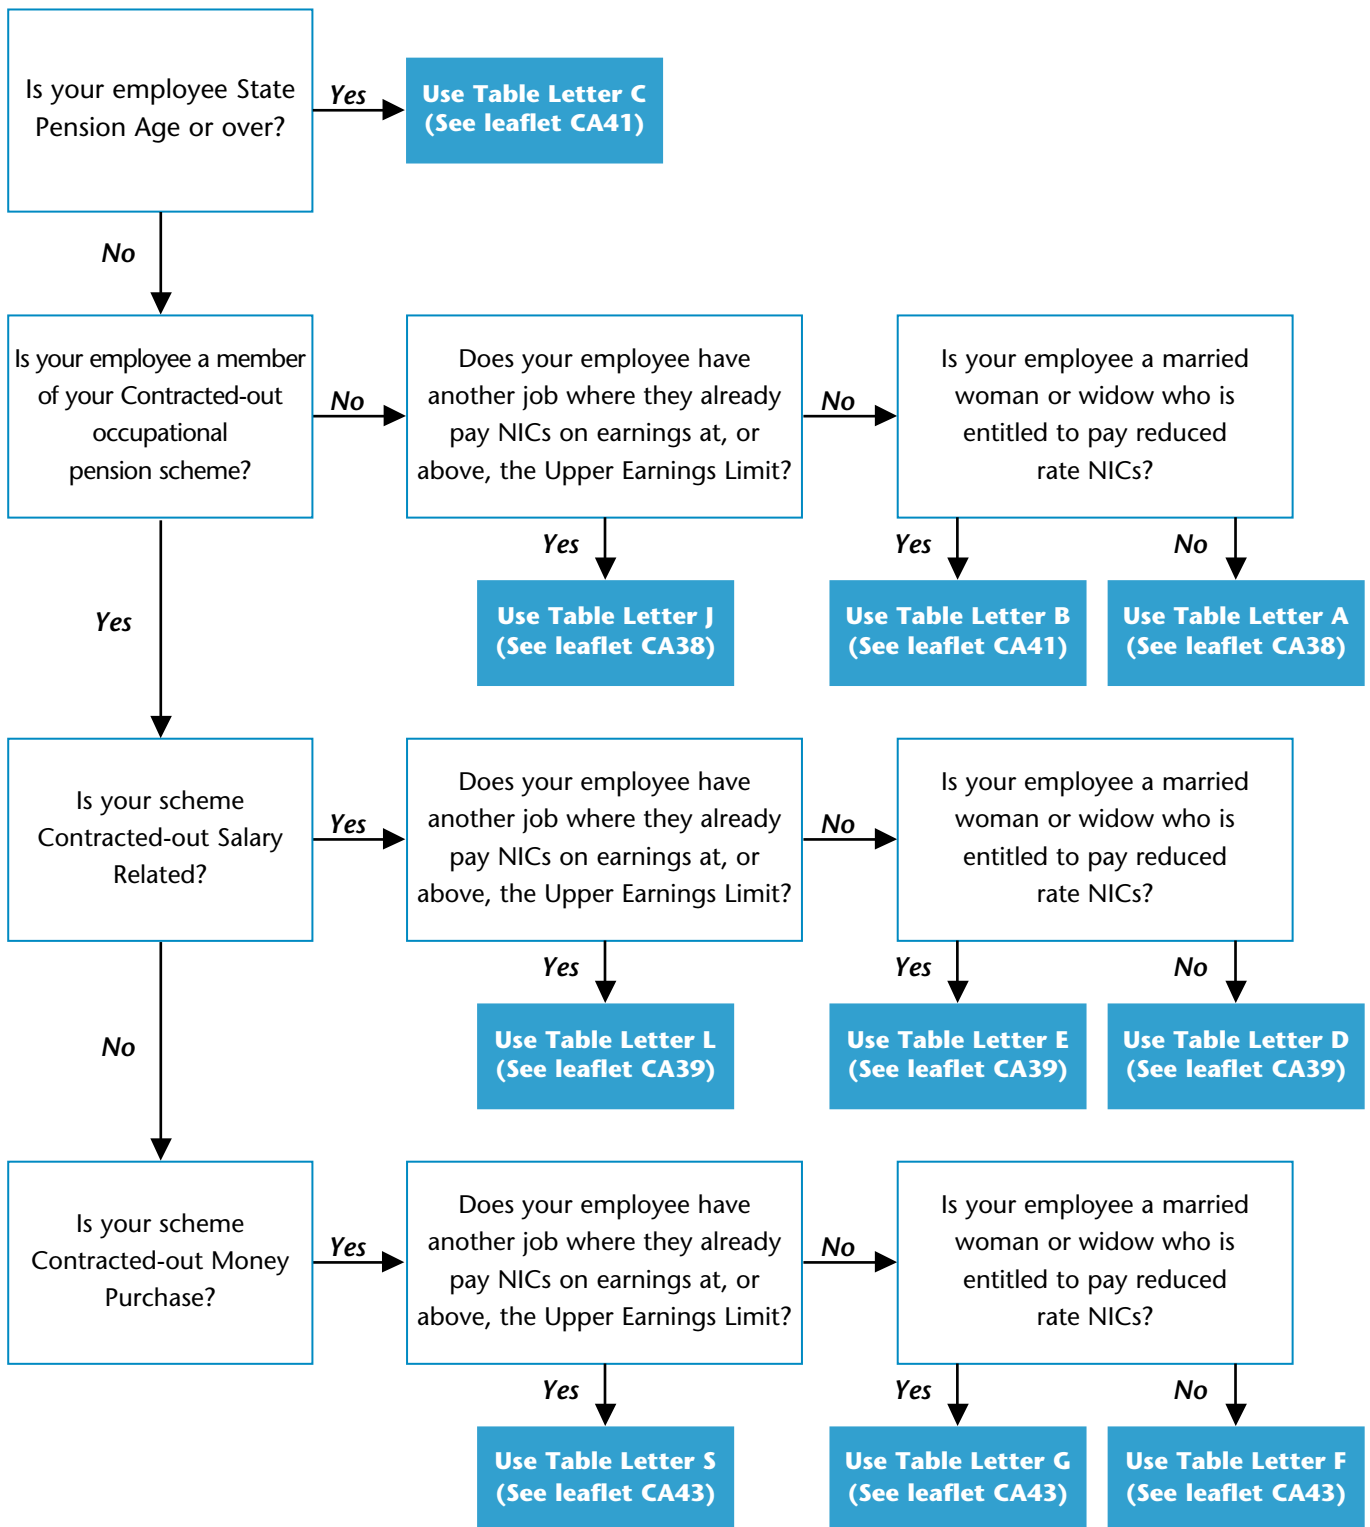 Is your employee State
Pension Age or over?
Yes
Use Table Letter C
(See leaflet CA41)
No
Is your employee a member
of your Contracted-out
occupational
pension scheme?
No
Does your employee have
another job where they already
pay NICs on earnings at, or
above, the Upper Earnings Limit?
No
Is your employee a married
woman or widow who is
entitled to pay reduced
rate NICs?
Yes
Yes
Yes
No
Use Table Letter J
(See leaflet CA38)
Use Table Letter B
(See leaflet CA41)
Use Table Letter A
(See leaflet CA38)
Is your scheme
Contracted-out Salary
Related?
Yes
Does your employee have
another job where they already
pay NICs on earnings at, or
above, the Upper Earnings Limit?
No
Is your employee a married
woman or widow who is
entitled to pay reduced
rate NICs?
No
Yes
Yes
No
Use Table Letter L
(See leaflet CA39)
Use Table Letter E
(See leaflet CA39)
Use Table Letter D
(See leaflet CA39)
Is your scheme
Contracted-out Money
Purchase?
Yes
Does your employee have
another job where they already
pay NICs on earnings at, or
above, the Upper Earnings Limit?
No
Is your employee a married
woman or widow who is
entitled to pay reduced
rate NICs?
Yes
Yes
No
Use Table Letter S
(See leaflet CA43)
Use Table Letter G
(See leaflet CA43)
Use Table Letter F
(See leaflet CA43)